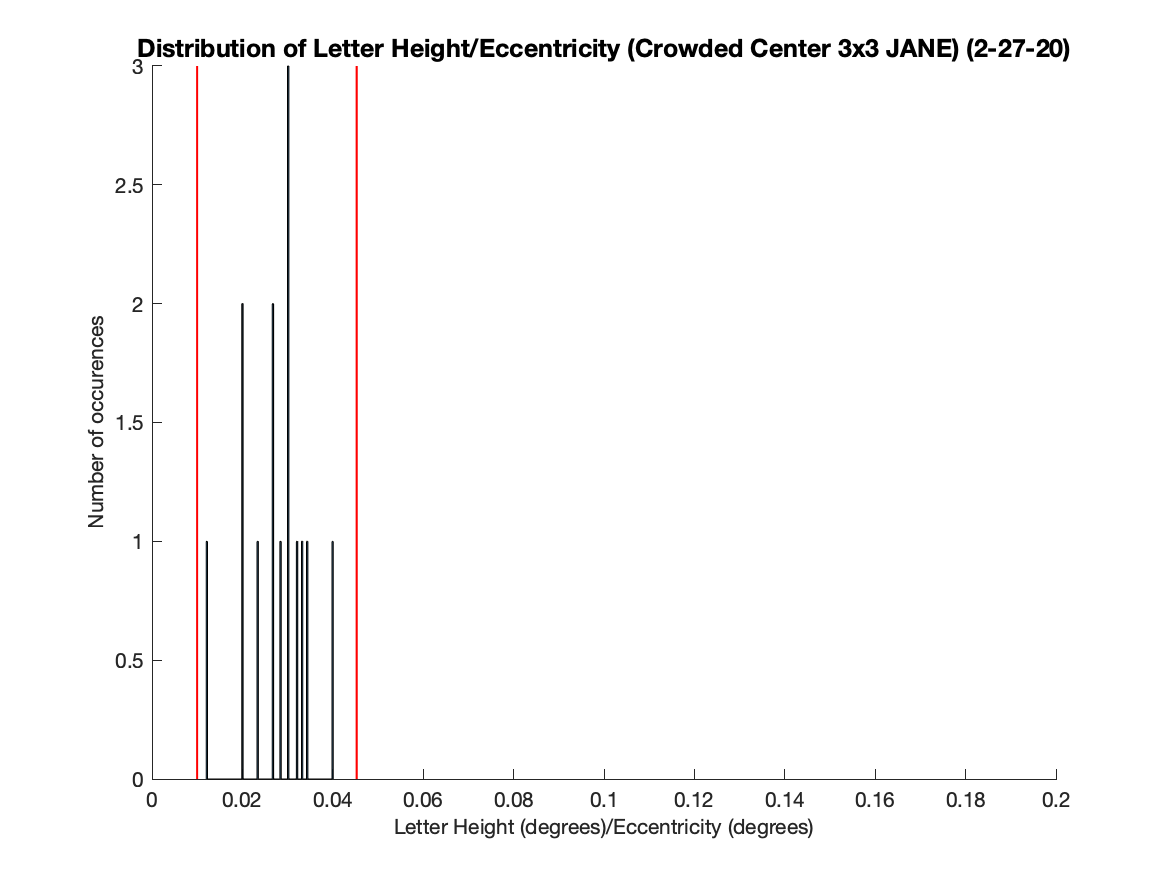 Distribution of Letter Height/Eccentricity (Crowded Center 3x3 JANE) (2-27-20)
3
2.5
2
1.5
1
0.5
0
Number of occurences
0 0.02 0.04 0.06 0.08 0.1 0.12 0.14 0.16 0.18 0.2
Letter Height (degrees)/Eccentricity (degrees)